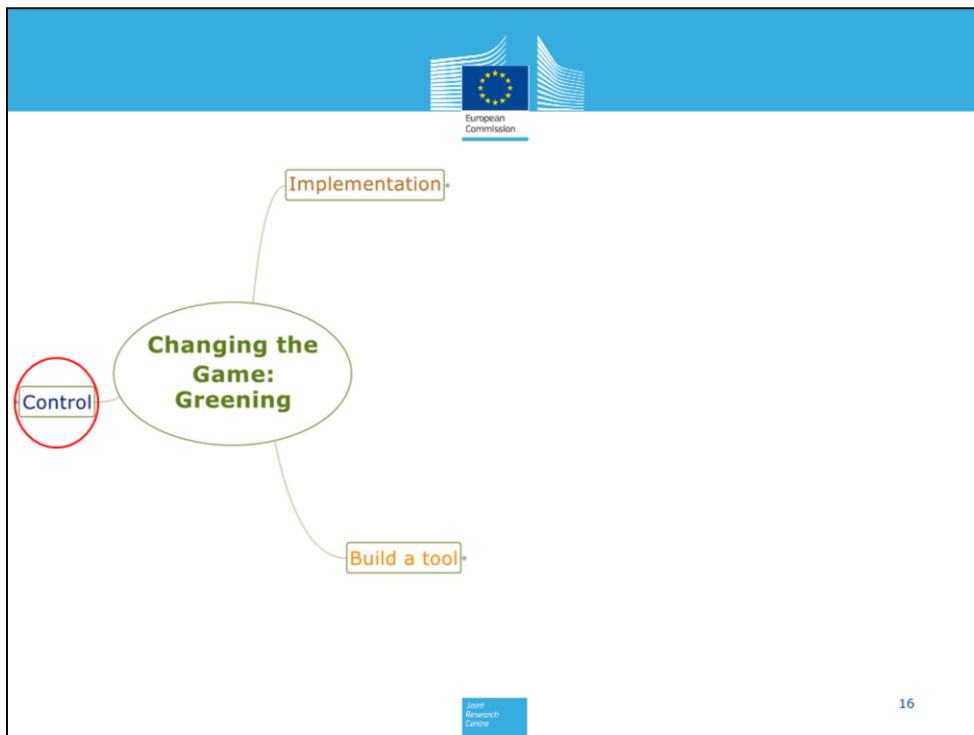 European
Commission
Implementation
Changing the
Game:
Greening
Control
Build a tool
Joint
Research
Centre
16